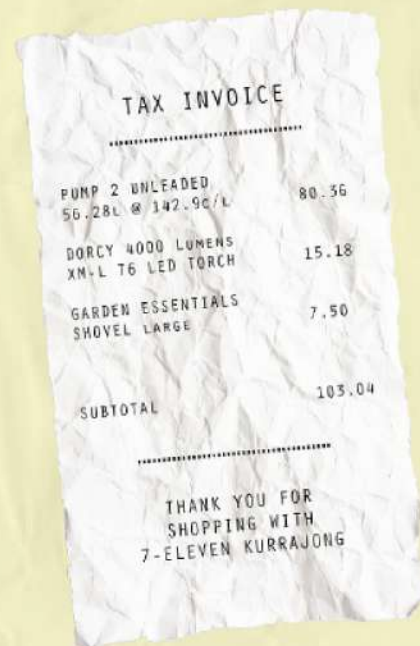 TAX INVOICE
PUMP 2 UNLEADED
56.28L @ 142.9C/L 80.36
DORCY 4000 LUMENS
XM-L T6 LED TORCH 15.18
GARDEN ESSENTIALS
SHOVEL LARGE 7.50
SUBTOTAL 103.04
THANK YOU FOR
SHOPPING WITH
7-ELEVEN KURRAJONG